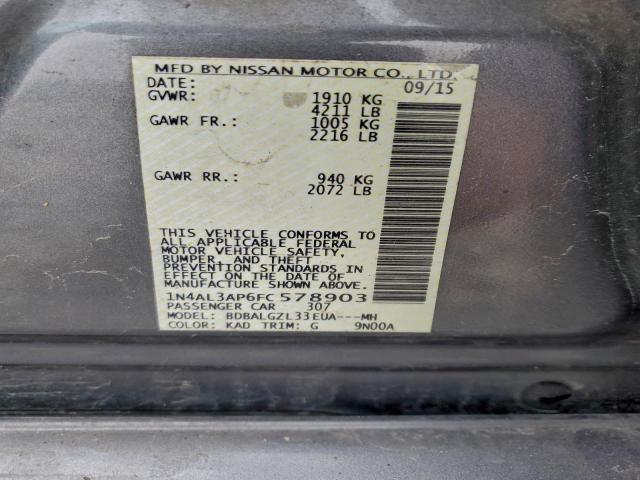 MFD BY NISSAN MOTOR CO., LTD.
DATE: 09/15
GVWR: 1910 KG
4211 LB
GAWR FR.: 1005 KG
2216 LB
GAWR RR.: 940 KG
2072 LB
THIS VEHICLE CONFORMS TO
ALL APPLICABLE FEDERAL
MOTOR VEHICLE SAFETY,
BUMPER, AND THEFT
PREVENTION STANDARDS IN
EFFECT ON THE DATE OF
MANUFACTURE SHOWN ABOVE.
1N4AL3AP6FC578903
PASSENGER CAR 307
MODEL: BDBALGZL33EUA---MH
COLOR: KAD TRIM: G 9N00A